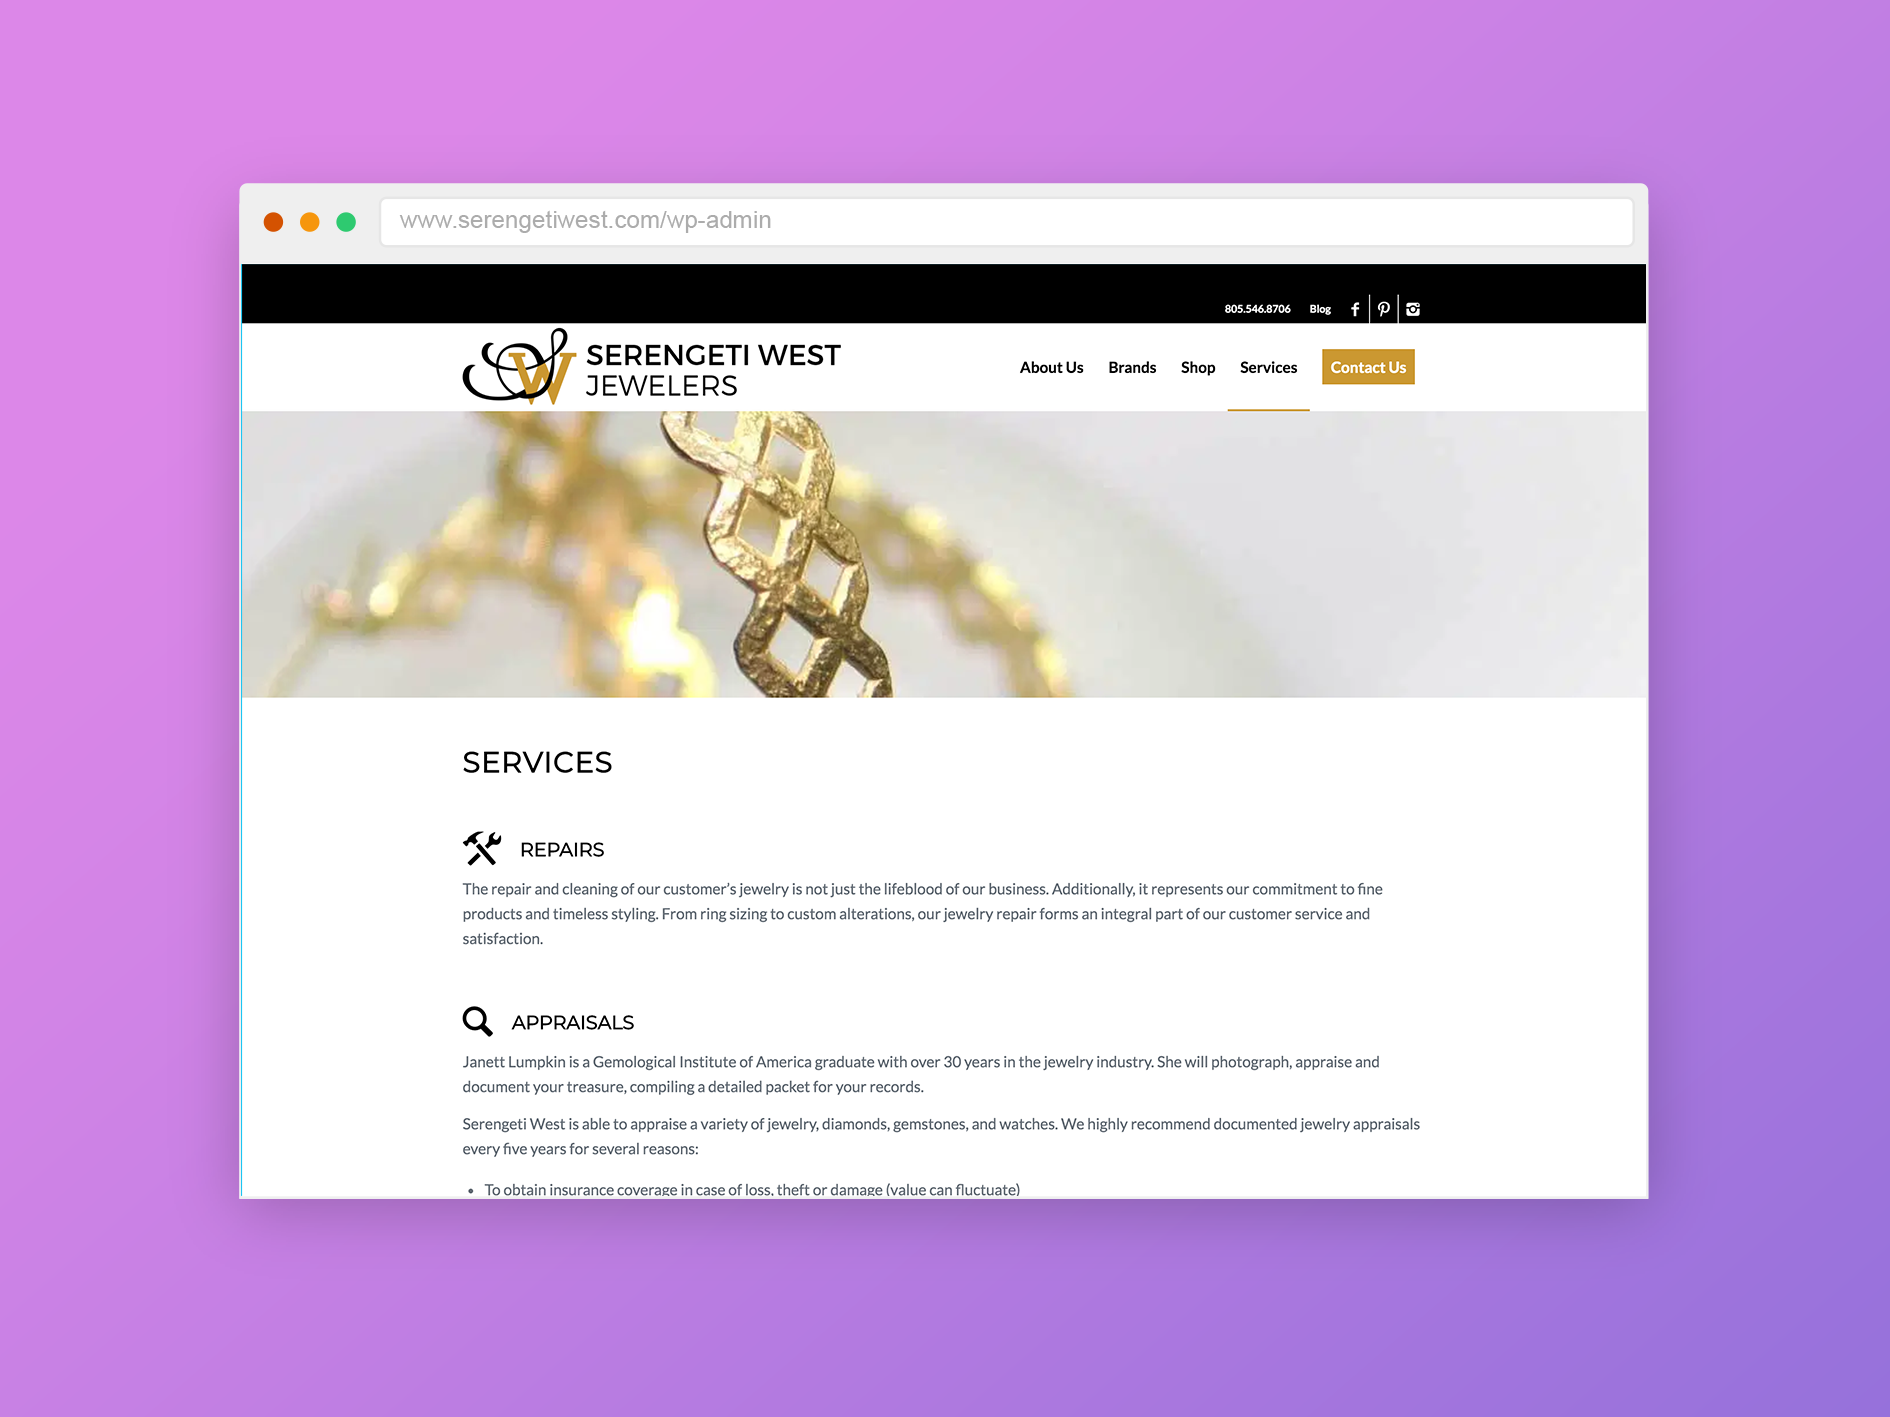 www.serengetiwest.com/wp-admin
805.546.8706 Blog
SERENGETI WEST
JEWELERS
About Us Brands Shop Services Contact Us
SERVICES
REPAIRS
The repair and cleaning of our customer’s jewelry is not just the lifeblood of our business. Additionally, it represents our commitment to fine
products and timeless styling. From ring sizing to custom alterations, our jewelry repair forms an integral part of our customer service and
satisfaction.
APPRAISALS
Janett Lumpkin is a Gemological Institute of America graduate with over 30 years in the jewelry industry. She will photograph, appraise and
document your treasure, compiling a detailed packet for your records.
Serengeti West is able to appraise a variety of jewelry, diamonds, gemstones, and watches. We highly recommend documented jewelry appraisals
every five years for several reasons:
• To obtain insurance coverage in case of loss, theft or damage (value can fluctuate)